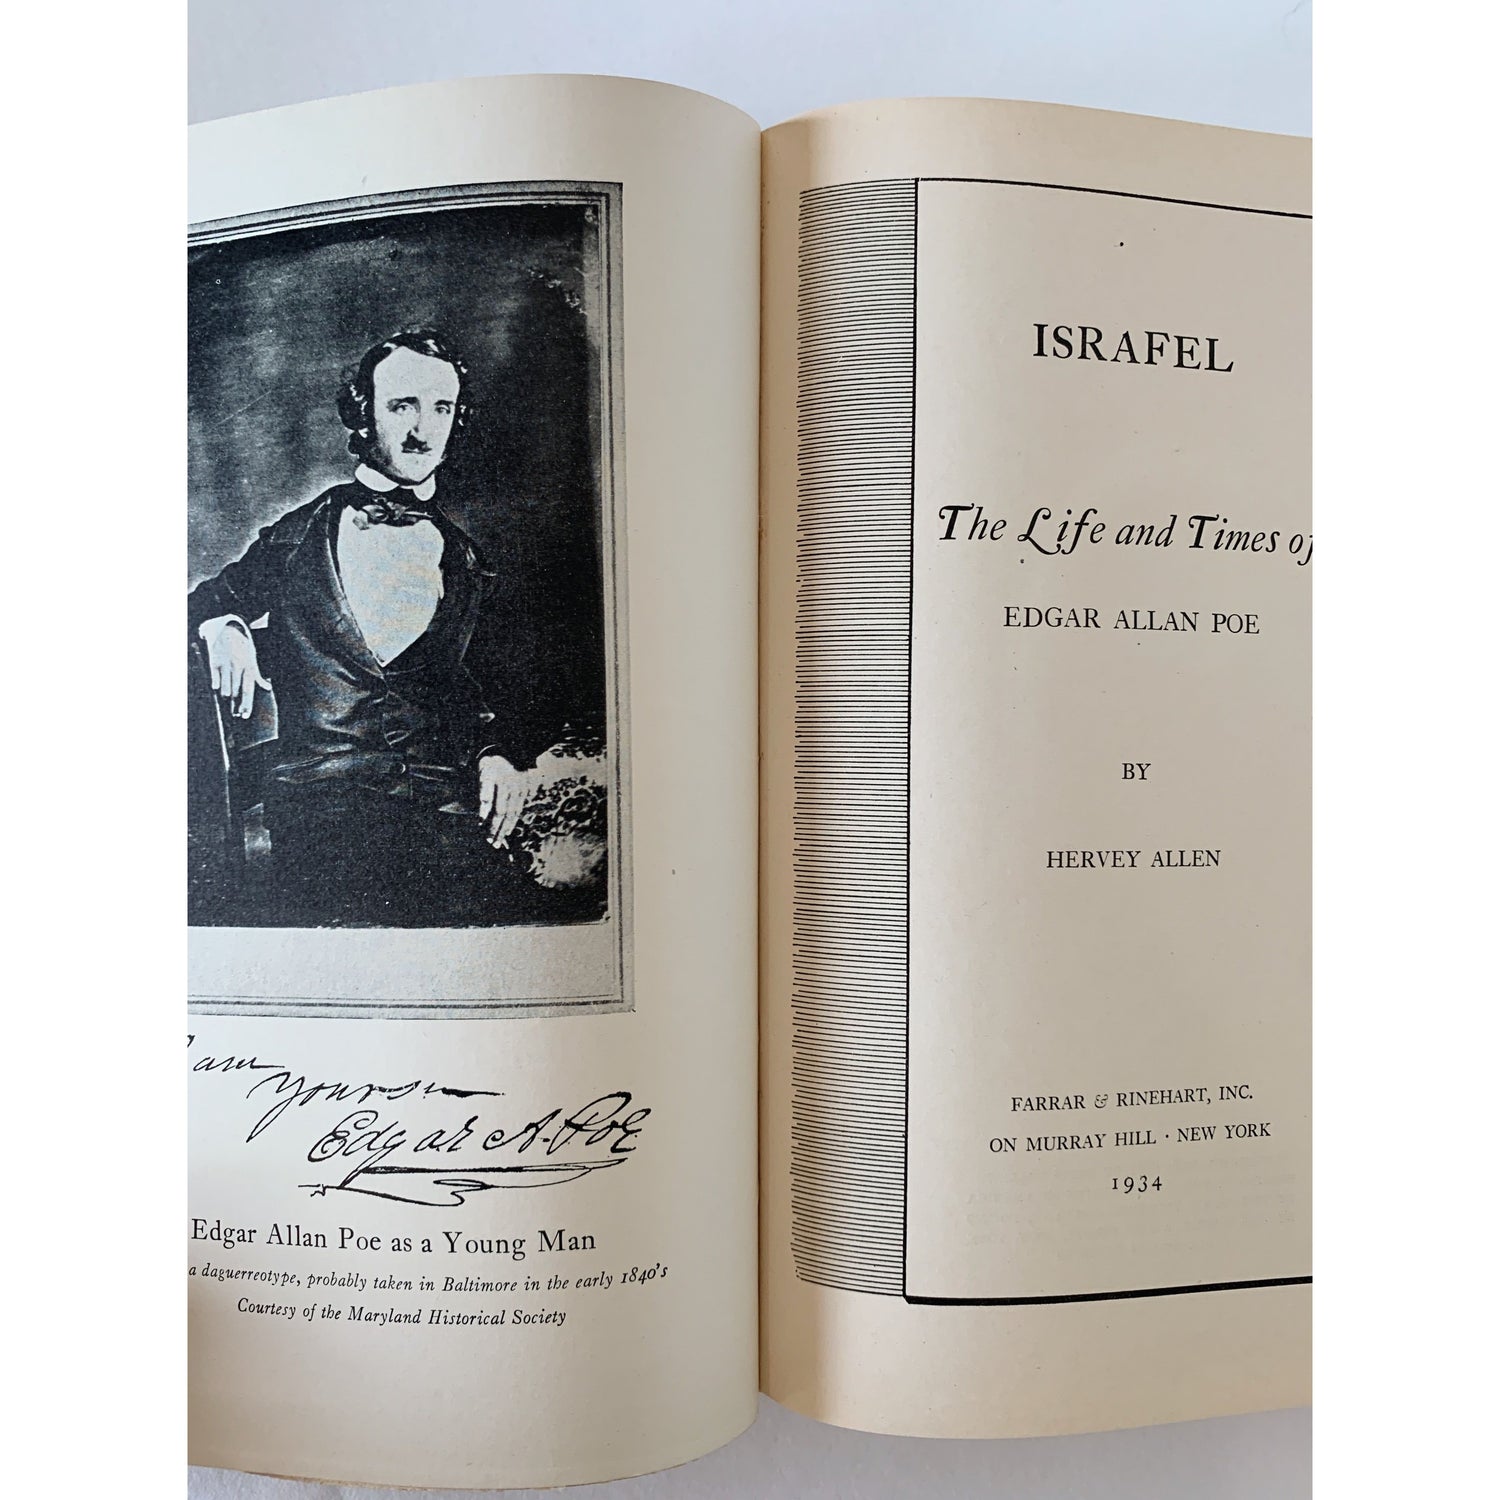 am
Yours
Edgar A. Poe
Edgar Allan Poe as a Young Man
a daguerreotype, probably taken in Baltimore in the early 1840's
Courtesy of the Maryland Historical Society
ISRAFEL
The Life and Times of
EDGAR ALLAN POE
BY
HERVEY ALLEN
FARRAR & RINEHART, INC.
ON MURRAY HILL · NEW YORK
1934